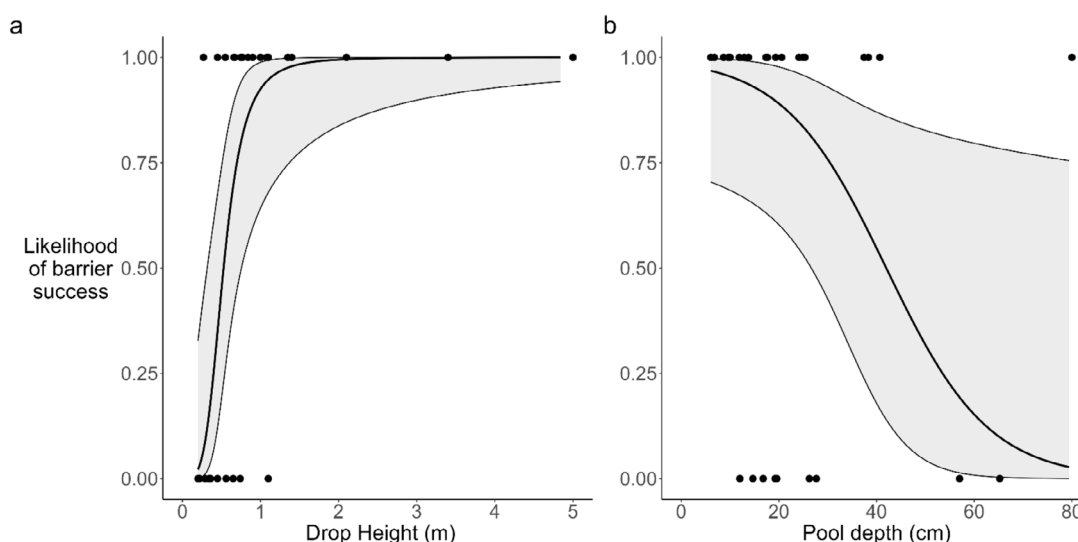 a
b
1.00
0.75
0.50
0.25
0.00
Likelihood
of barrier
success
0 1 2 3 4 5
Drop Height (m)
1.00
0.75
0.50
0.25
0.00
0 20 40 60 80
Pool depth (cm)